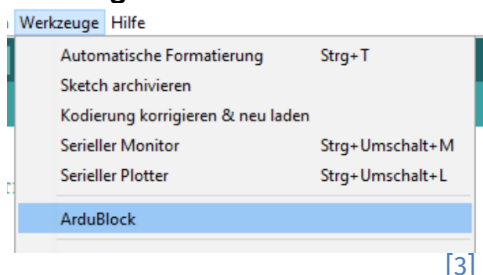 Werkzeuge Hilfe
Automatische Formatierung Strg+T
Sketch archivieren
Kodierung korrigieren & neu laden
Serieller Monitor Strg+Umschalt+M
Serieller Plotter Strg+Umschalt+L
ArduBlock
[3]